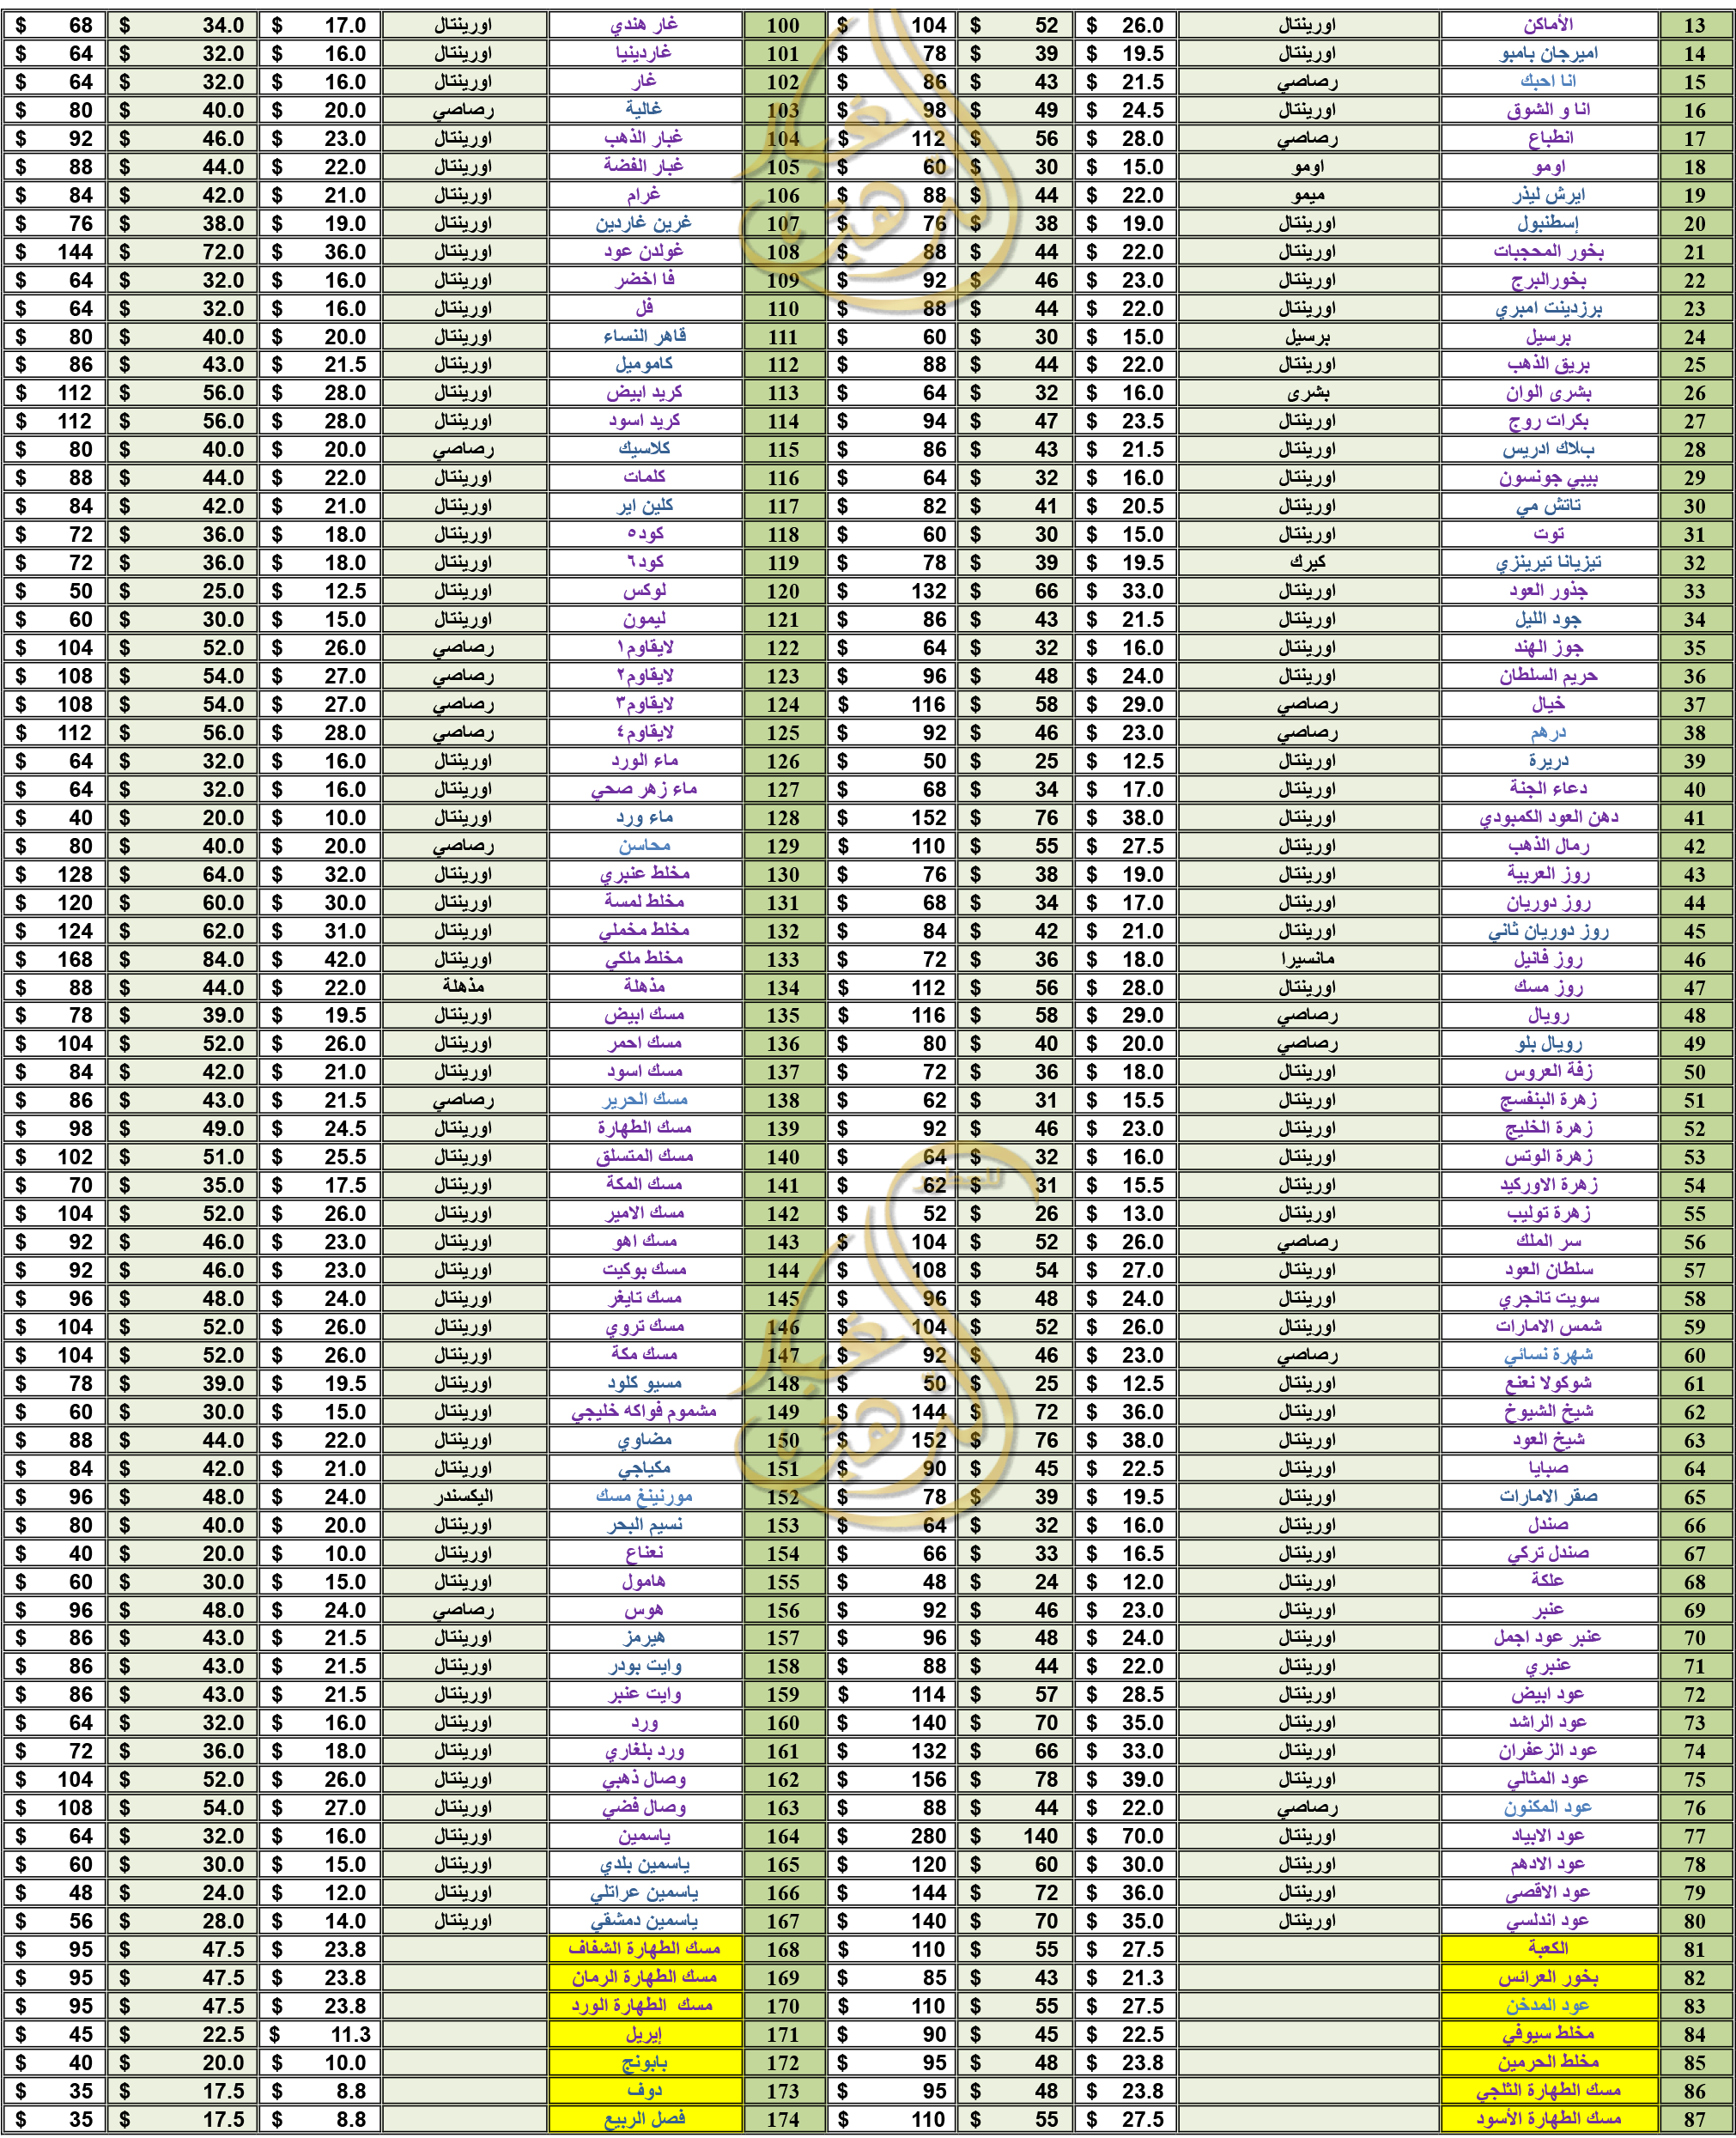 13 الأماكن اورينتال $ 26.0 $ 52 $ 104 100 غار هندي اورينتال $ 17.0 $ 34.0 $ 68
14 اميرجان بامبو اورينتال $ 19.5 $ 39 $ 78 101 غاردينيا اورينتال $ 16.0 $ 32.0 $ 64
15 انا احبك رصاصي $ 21.5 $ 43 $ 86 102 غار اورينتال $ 16.0 $ 32.0 $ 64
16 انا و الشوق اورينتال $ 24.5 $ 49 $ 98 103 غالية رصاصي $ 20.0 $ 40.0 $ 80
17 انطباع رصاصي $ 28.0 $ 56 $ 112 104 غبار الذهب اورينتال $ 23.0 $ 46.0 $ 92
18 اومو اومو $ 15.0 $ 30 $ 60 105 غبار الفضة اورينتال $ 22.0 $ 44.0 $ 88
19 ايرش ليذر ميمو $ 22.0 $ 44 $ 88 106 غرام اورينتال $ 21.0 $ 42.0 $ 84
20 إسطنبول اورينتال $ 19.0 $ 38 $ 76 107 غرين غاردين اورينتال $ 19.0 $ 38.0 $ 76
21 بخور المحجبات اورينتال $ 22.0 $ 44 $ 88 108 غولدن عود اورينتال $ 36.0 $ 72.0 $ 144
22 بخورالبرج اورينتال $ 23.0 $ 46 $ 92 109 فا اخضر اورينتال $ 16.0 $ 32.0 $ 64
23 برزدينت امبري اورينتال $ 22.0 $ 44 $ 88 110 فل اورينتال $ 16.0 $ 32.0 $ 64
24 برسيل برسيل $ 15.0 $ 30 $ 60 111 قاهر النساء اورينتال $ 20.0 $ 40.0 $ 80
25 بريق الذهب اورينتال $ 22.0 $ 44 $ 88 112 كاموميل اورينتال $ 21.5 $ 43.0 $ 86
26 بشرى الوان بشرى $ 16.0 $ 32 $ 64 113 كريد ابيض اورينتال $ 28.0 $ 56.0 $ 112
27 بكرات روج اورينتال $ 23.5 $ 47 $ 94 114 كريد اسود اورينتال $ 28.0 $ 56.0 $ 112
28 بلاك ادريس اورينتال $ 21.5 $ 43 $ 86 115 كلاسيك رصاصي $ 20.0 $ 40.0 $ 80
29 بيبي جونسون اورينتال $ 16.0 $ 32 $ 64 116 كلمات اورينتال $ 22.0 $ 44.0 $ 88
30 تاتش مي اورينتال $ 20.5 $ 41 $ 82 117 كلين اير اورينتال $ 21.0 $ 42.0 $ 84
31 توت اورينتال $ 15.0 $ 30 $ 60 118 كود٥ اورينتال $ 18.0 $ 36.0 $ 72
32 تيزيانا تيرينزي كيرك $ 19.5 $ 39 $ 78 119 كود٦ اورينتال $ 18.0 $ 36.0 $ 72
33 جذور العود اورينتال $ 33.0 $ 66 $ 132 120 لوكس اورينتال $ 12.5 $ 25.0 $ 50
34 جود الليل اورينتال $ 21.5 $ 43 $ 86 121 ليمون اورينتال $ 15.0 $ 30.0 $ 60
35 جوز الهند اورينتال $ 16.0 $ 32 $ 64 122 لايقاوم١ رصاصي $ 26.0 $ 52.0 $ 104
36 حريم السلطان اورينتال $ 24.0 $ 48 $ 96 123 لايقاوم٢ رصاصي $ 27.0 $ 54.0 $ 108
37 خيال رصاصي $ 29.0 $ 58 $ 116 124 لايقاوم٣ رصاصي $ 27.0 $ 54.0 $ 108
38 درهم رصاصي $ 23.0 $ 46 $ 92 125 لايقاوم٤ رصاصي $ 28.0 $ 56.0 $ 112
39 دريرة اورينتال $ 12.5 $ 25 $ 50 126 ماء الورد اورينتال $ 16.0 $ 32.0 $ 64
40 دعاء الجنة اورينتال $ 17.0 $ 34 $ 68 127 ماء زهر صحي اورينتال $ 16.0 $ 32.0 $ 64
41 دهن العود الكمبودي اورينتال $ 38.0 $ 76 $ 152 128 ماء ورد اورينتال $ 10.0 $ 20.0 $ 40
42 رمال الذهب اورينتال $ 27.5 $ 55 $ 110 129 محاسن رصاصي $ 20.0 $ 40.0 $ 80
43 روز العربية اورينتال $ 19.0 $ 38 $ 76 130 مخلط عنبري اورينتال $ 32.0 $ 64.0 $ 128
44 روز دوريان اورينتال $ 17.0 $ 34 $ 68 131 مخلط لمسة اورينتال $ 30.0 $ 60.0 $ 120
45 روز دوريان ثاني اورينتال $ 21.0 $ 42 $ 84 132 مخلط مخملي اورينتال $ 31.0 $ 62.0 $ 124
46 روز فانيل مانسيرا $ 18.0 $ 36 $ 72 133 مخلط ملكي اورينتال $ 42.0 $ 84.0 $ 168
47 روز مسك اورينتال $ 28.0 $ 56 $ 112 134 مذهلة مذهلة $ 22.0 $ 44.0 $ 88
48 رويال رصاصي $ 29.0 $ 58 $ 116 135 مسك ابيض اورينتال $ 19.5 $ 39.0 $ 78
49 رويال بلو رصاصي $ 20.0 $ 40 $ 80 136 مسك احمر اورينتال $ 26.0 $ 52.0 $ 104
50 زفة العروس اورينتال $ 18.0 $ 36 $ 72 137 مسك اسود اورينتال $ 21.0 $ 42.0 $ 84
51 زهرة البنفسج اورينتال $ 15.5 $ 31 $ 62 138 مسك الحرير رصاصي $ 21.5 $ 43.0 $ 86
52 زهرة الخليج اورينتال $ 23.0 $ 46 $ 92 139 مسك الطهارة اورينتال $ 24.5 $ 49.0 $ 98
53 زهرة الوتس اورينتال $ 16.0 $ 32 $ 64 140 مسك المتسلق اورينتال $ 25.5 $ 51.0 $ 102
54 زهرة الاوركيد اورينتال $ 15.5 $ 31 $ 62 141 مسك المكة اورينتال $ 17.5 $ 35.0 $ 70
55 زهرة توليب اورينتال $ 13.0 $ 26 $ 52 142 مسك الامير اورينتال $ 26.0 $ 52.0 $ 104
56 سر الملك رصاصي $ 26.0 $ 52 $ 104 143 مسك اهو اورينتال $ 23.0 $ 46.0 $ 92
57 سلطان العود اورينتال $ 27.0 $ 54 $ 108 144 مسك بوكيت اورينتال $ 23.0 $ 46.0 $ 92
58 سويت تانجري اورينتال $ 24.0 $ 48 $ 96 145 مسك تايغر اورينتال $ 24.0 $ 48.0 $ 96
59 شمس الامارات اورينتال $ 26.0 $ 52 $ 104 146 مسك تروي اورينتال $ 26.0 $ 52.0 $ 104
60 شهرة نسائي رصاصي $ 23.0 $ 46 $ 92 147 مسك مكة اورينتال $ 26.0 $ 52.0 $ 104
61 شوكولا نعنع اورينتال $ 12.5 $ 25 $ 50 148 مسيو كلود اورينتال $ 19.5 $ 39.0 $ 78
62 شيخ الشيوخ اورينتال $ 36.0 $ 72 $ 144 149 مشموم فواكه خليجي اورينتال $ 15.0 $ 30.0 $ 60
63 شيخ العود اورينتال $ 38.0 $ 76 $ 152 150 مضاوي اورينتال $ 22.0 $ 44.0 $ 88
64 صبايا اورينتال $ 22.5 $ 45 $ 90 151 مكياجي اورينتال $ 21.0 $ 42.0 $ 84
65 صقر الامارات اورينتال $ 19.5 $ 39 $ 78 152 مورنينغ مسك اليكسندر $ 24.0 $ 48.0 $ 96
66 صندل اورينتال $ 16.0 $ 32 $ 64 153 نسيم البحر اورينتال $ 20.0 $ 40.0 $ 80
67 صندل تركي اورينتال $ 16.5 $ 33 $ 66 154 نعناع اورينتال $ 10.0 $ 20.0 $ 40
68 علكة اورينتال $ 12.0 $ 24 $ 48 155 هامول اورينتال $ 15.0 $ 30.0 $ 60
69 عنبر اورينتال $ 23.0 $ 46 $ 92 156 هوس رصاصي $ 24.0 $ 48.0 $ 96
70 عنبر عود اجمل اورينتال $ 24.0 $ 48 $ 96 157 هيرمز اورينتال $ 21.5 $ 43.0 $ 86
71 عنبري اورينتال $ 22.0 $ 44 $ 88 158 وايت بودر اورينتال $ 21.5 $ 43.0 $ 86
72 عود ابيض اورينتال $ 28.5 $ 57 $ 114 159 وايت عنبر اورينتال $ 21.5 $ 43.0 $ 86
73 عود الراشد اورينتال $ 35.0 $ 70 $ 140 160 ورد اورينتال $ 16.0 $ 32.0 $ 64
74 عود الزعفران اورينتال $ 33.0 $ 66 $ 132 161 ورد بلغاري اورينتال $ 18.0 $ 36.0 $ 72
75 عود المثالي اورينتال $ 39.0 $ 78 $ 156 162 وصال ذهبي اورينتال $ 26.0 $ 52.0 $ 104
76 عود المكنون رصاصي $ 22.0 $ 44 $ 88 163 وصال فضي اورينتال $ 27.0 $ 54.0 $ 108
77 عود الابياد اورينتال $ 70.0 $ 140 $ 280 164 ياسمين اورينتال $ 16.0 $ 32.0 $ 64
78 عود الادهم اورينتال $ 30.0 $ 60 $ 120 165 ياسمين بلدي اورينتال $ 15.0 $ 30.0 $ 60
79 عود الاقصى اورينتال $ 36.0 $ 72 $ 144 166 ياسمين عراتلي اورينتال $ 12.0 $ 24.0 $ 48
80 عود اندلسي اورينتال $ 35.0 $ 70 $ 140 167 ياسمين دمشقي اورينتال $ 14.0 $ 28.0 $ 56
81 الكعبة $ 27.5 $ 55 $ 110 168 مسك الطهارة الشفاف $ 23.8 $ 47.5 $ 95
82 بخور العرائس $ 21.3 $ 43 $ 85 169 مسك الطهارة الرمان $ 23.8 $ 47.5 $ 95
83 عود المدخن $ 27.5 $ 55 $ 110 170 مسك الطهارة الورد $ 23.8 $ 47.5 $ 95
84 مخلط سيوفي $ 22.5 $ 45 $ 90 171 إيريل $ 11.3 $ 22.5 $ 45
85 مخلط الحرمين $ 23.8 $ 48 $ 95 172 بابونج $ 10.0 $ 20.0 $ 40
86 مسك الطهارة الثلجي $ 23.8 $ 48 $ 95 173 دوف $ 8.8 $ 17.5 $ 35
87 مسك الطهارة الأسود $ 27.5 $ 55 $ 110 174 فصل الربيع $ 8.8 $ 17.5 $ 35